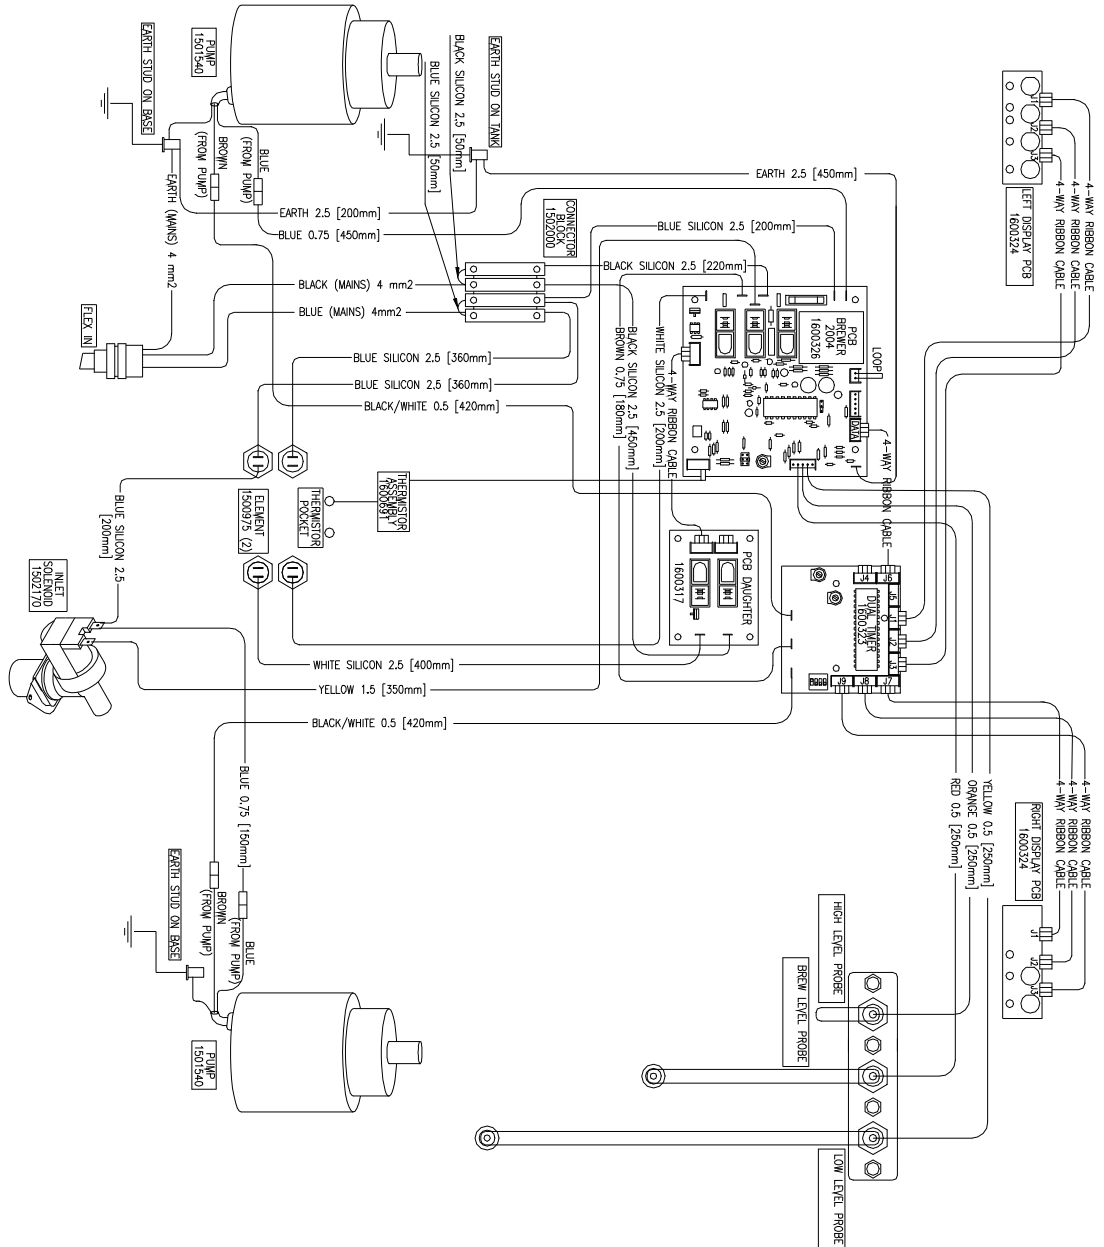 EARTH STUD ON BASE
PUMP
1501540
BLACK SILICON 2.5 [50mm]
BLUE SILICON 2.5 [50mm]
EARTH STUD ON TANK
BROWN
(FROM PUMP)
BLUE
(FROM PUMP)
EARTH (MAINS) 4 mm2
EARTH 2.5 [200mm]
BLUE 0.75 [450mm]
EARTH 2.5 [450mm]
CONNECTOR
BLOCK
1502000
BLUE SILICON 2.5 [200mm]
BLACK SILICON 2.5 [220mm]
BLACK (MAINS) 4 mm2
BLUE (MAINS) 4mm2
FLEX IN
BLUE SILICON 2.5 [360mm]
BLUE SILICON 2.5 [360mm]
BLACK/WHITE 0.5 [420mm]
WHITE SILICON 2.5 [200mm]
4-WAY RIBBON CABLE
BLACK SILICON 2.5 [450mm]
BROWN 0.75 [180mm]
PCB
BREWER
2004
1600326
LOOP
DATA
4-WAY RIBBON CABLE
J1
J2
J3
LEFT DISPLAY PCB
1600324
4-WAY RIBBON CABLE
4-WAY RIBBON CABLE
4-WAY RIBBON CABLE
THERMISTOR
ASSEMBLY
1600691
THERMISTOR
POCKET
ELEMENT
1500975 (2)
BLUE SILICON 2.5
[200mm]
INLET
SOLENOID
1502170
PCB DAUGHTER
1600317
DUAL TIMER
1600323
J4
J6
J5
J1
J2
J3
J9
J8
J7
WHITE SILICON 2.5 [400mm]
YELLOW 1.5 [350mm]
BLACK/WHITE 0.5 [420mm]
BLUE 0.75 [150mm]
RED 0.5 [250mm]
ORANGE 0.5 [250mm]
YELLOW 0.5 [250mm]
4-WAY RIBBON CABLE
4-WAY RIBBON CABLE
4-WAY RIBBON CABLE
RIGHT DISPLAY PCB
1600324
J1
J2
J3
EARTH STUD ON BASE
BROWN
(FROM PUMP)
BLUE
(FROM PUMP)
PUMP
1501540
HIGH LEVEL PROBE
BREW LEVEL PROBE
LOW LEVEL PROBE